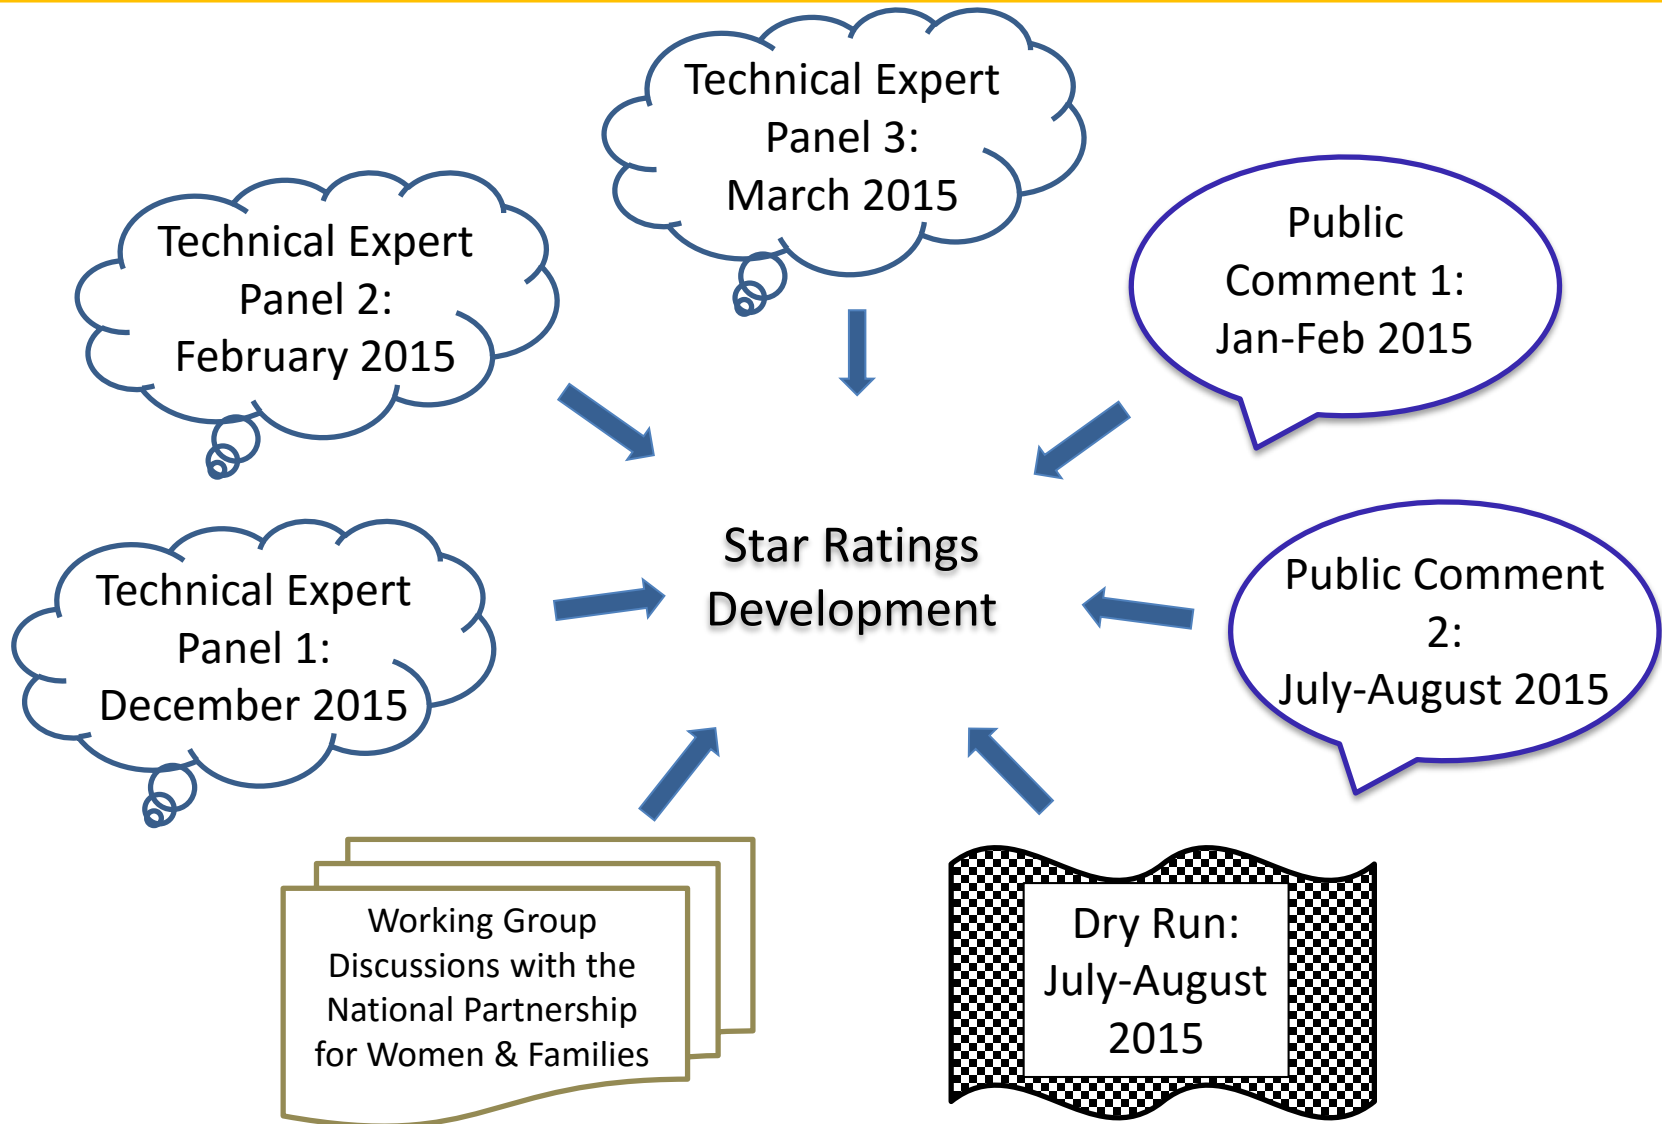 Technical Expert
Panel 3:
March 2015
Technical Expert
Panel 2:
February 2015
Public
Comment 1:
Jan-Feb 2015
Technical Expert
Panel 1:
December 2015
Star Ratings
Development
Public Comment
2:
July-August 2015
Working Group
Discussions with the
National Partnership
for Women & Families
Dry Run:
July-August
2015